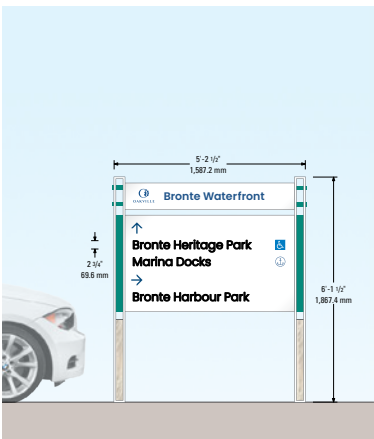 5'-2 1/2"
1,587.2 mm
OAKVILLE
Bronte Waterfront
Bronte Heritage Park
Marina Docks
2 3/4"
69.6 mm
Bronte Harbour Park
6'-1 1/2"
1,867.4 mm